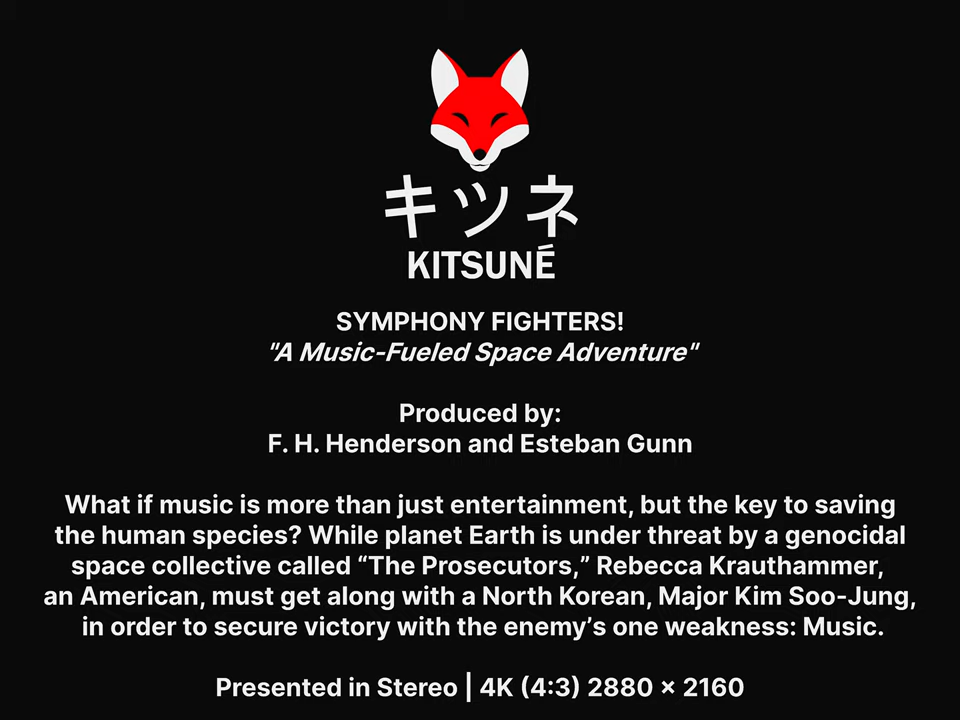 キツネ
KITSUNÉ
SYMPHONY FIGHTERS!
"A Music-Fueled Space Adventure"
Produced by:
F. H. Henderson and Esteban Gunn
What if music is more than just entertainment, but the key to saving
the human species? While planet Earth is under threat by a genocidal
space collective called “The Prosecutors,” Rebecca Krauthammer,
an American, must get along with a North Korean, Major Kim Soo-Jung,
in order to secure victory with the enemy’s one weakness: Music.
Presented in Stereo | 4K (4:3) 2880 × 2160